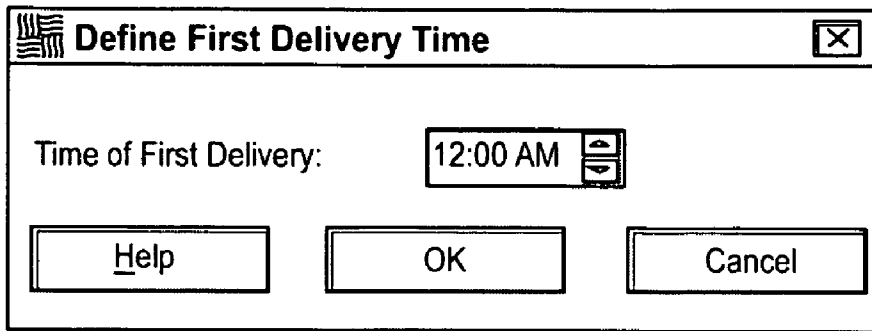 Define First Delivery Time
Time of First Delivery: 12:00 AM
Help OK Cancel